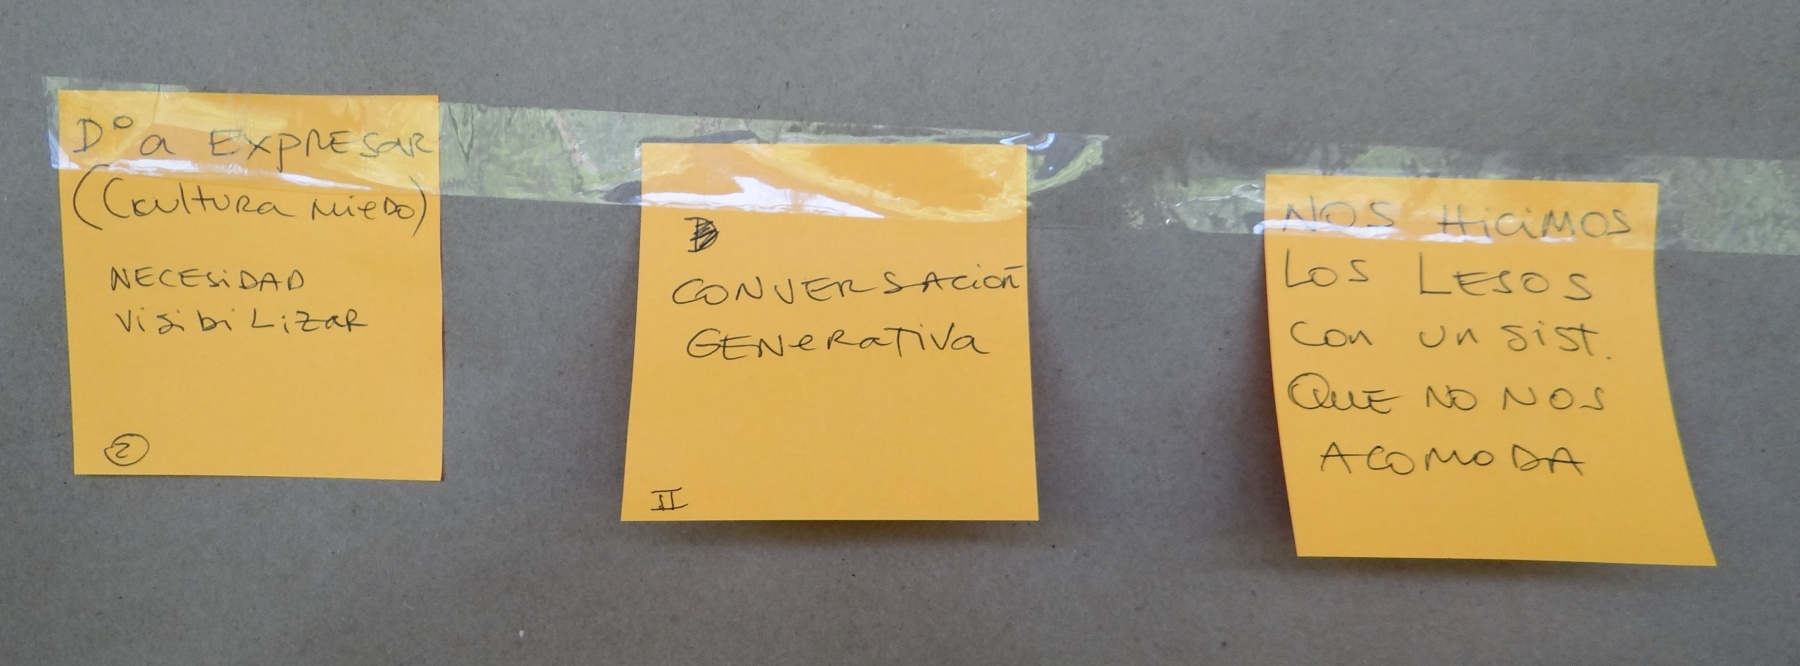 Dº a EXPRESAR
(Cultura MIEDO)
NECESIDAD
VisibiLizAR
2
CONVERSACIÓN
GENERATIVA
II
NOS HiCiMOS
LOS LESOS
Con un sist.
QUE NO NOS
ACOMODA